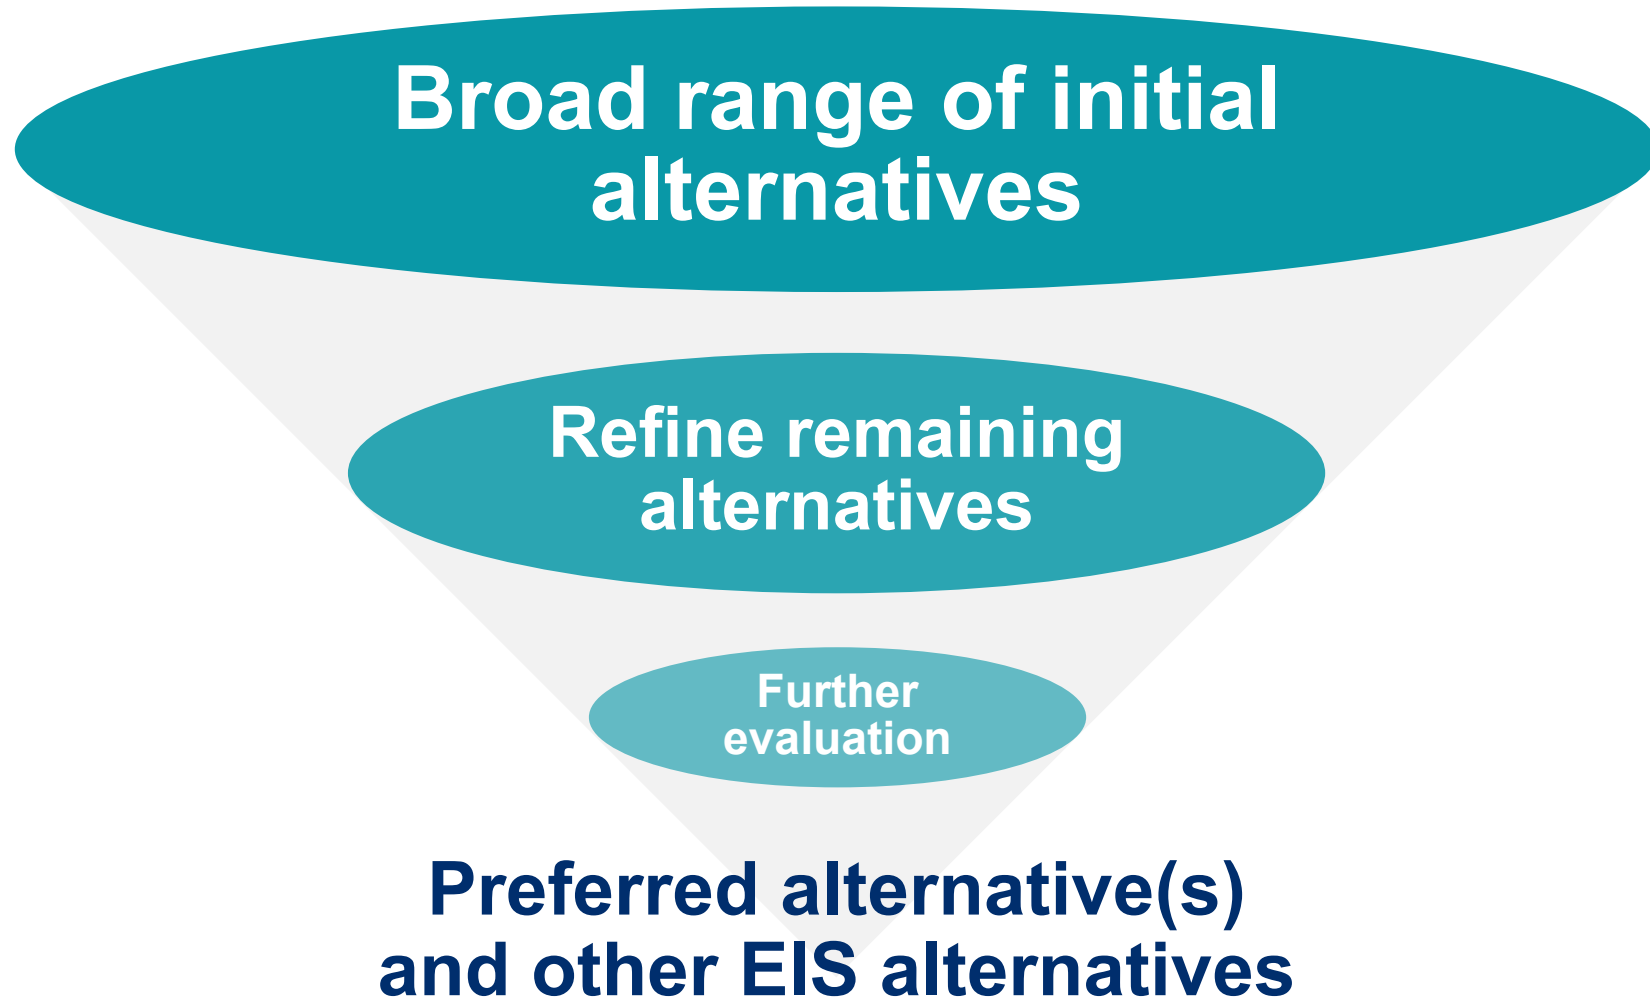 Broad range of initial
alternatives
Refine remaining
alternatives
Further
evaluation
Preferred alternative(s)
and other EIS alternatives